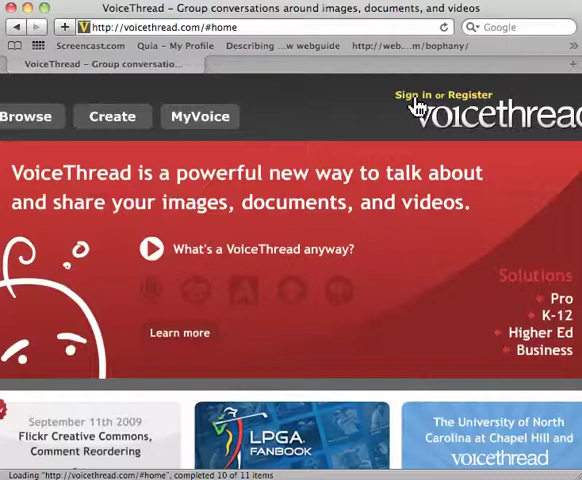 VoiceThread – Group conversations around images, documents, and videos
http://voicethread.com/#home
Google
Screencast.com Quia – My Profile Describing ... webguide http://web....m/bophany/
VoiceThread – Group conversatio...
Sign in or Register
Browse Create MyVoice
voicethread
VoiceThread is a powerful new way to talk about
and share your images, documents, and videos.
What's a VoiceThread anyway?
Learn more
Solutions
Pro
K-12
Higher Ed
Business
September 11th 2009
Flickr Creative Commons,
Comment Reordering
LPGA
FANBOOK
The University of North
Carolina at Chapel Hill and
voicethread
Loading "http://voicethread.com/#home", completed 10 of 11 items